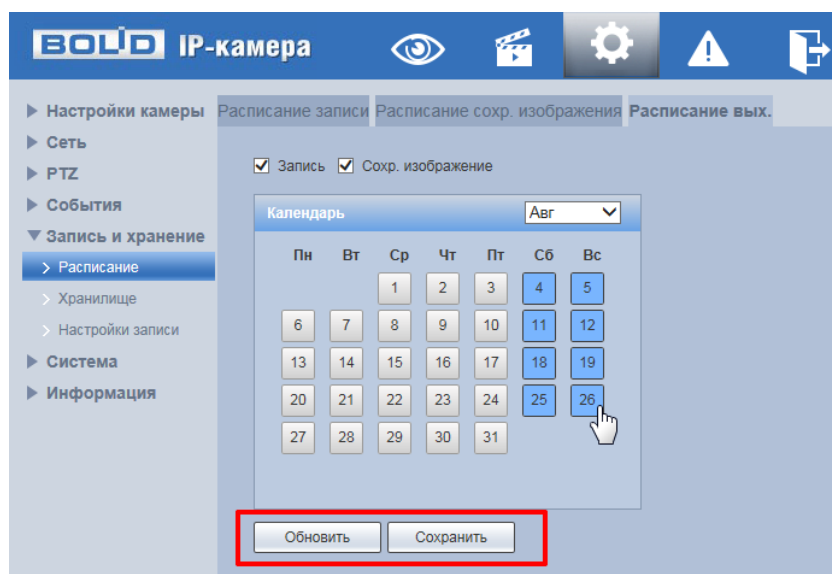 BOLID IP-камера
Настройки камеры
Сеть
PTZ
События
Запись и хранение
Расписание
Хранилище
Настройки записи
Система
Информация
Расписание записи Расписание сохр. изображения Расписание вых.
Запись Сохр. изображение
Календарь Авг
Пн Вт Ср Чт Пт Сб Вс
1 2 3 4 5
6 7 8 9 10 11 12
13 14 15 16 17 18 19
20 21 22 23 24 25 26
27 28 29 30 31
Обновить Сохранить